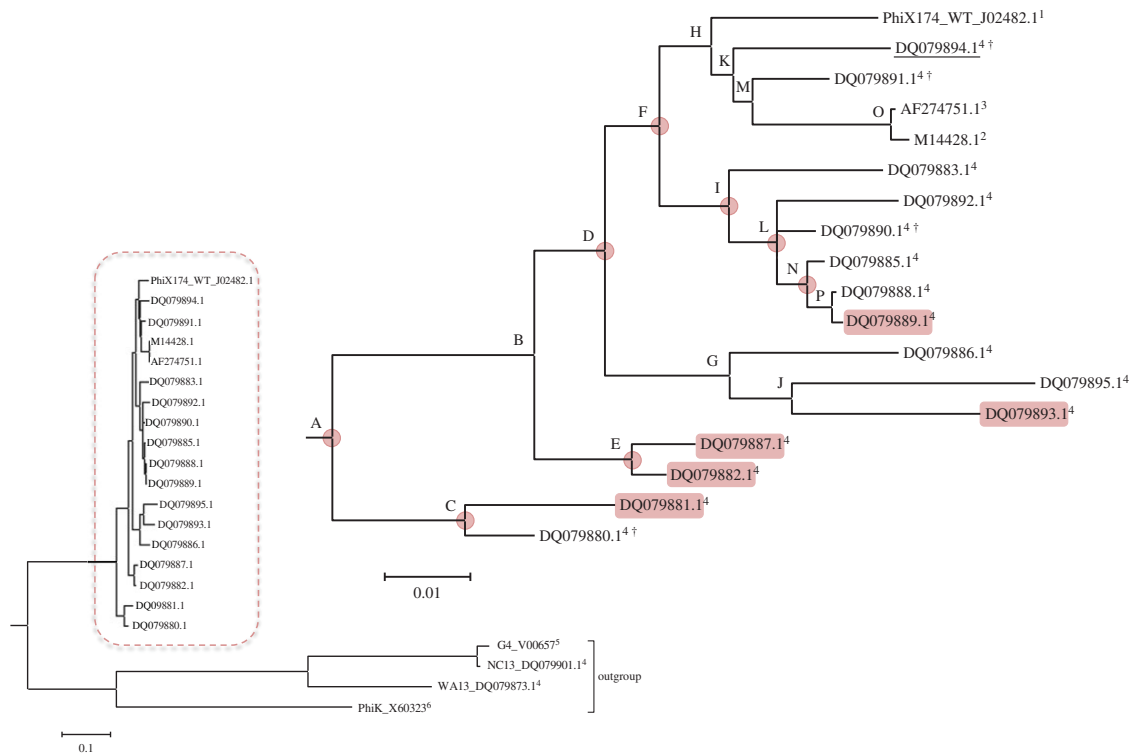 PhiX174_WT_J02482.1¹
H
K
DQ079894.1⁴ †
M
DQ079891.1⁴ †
F
O
AF274751.1³
M14428.1²
DQ079883.1⁴
I
DQ079892.1⁴
L
DQ079890.1⁴ †
D
N
DQ079885.1⁴
P
DQ079888.1⁴
DQ079889.1⁴
B
G
DQ079886.1⁴
J
DQ079895.1⁴
DQ079893.1⁴
A
E
DQ079887.1⁴
DQ079882.1⁴
C
DQ079881.1⁴
DQ079880.1⁴ †
0.01
PhiX174_WT_J02482.1
DQ079894.1
DQ079891.1
M14428.1
AF274751.1
DQ079883.1
DQ079892.1
DQ079890.1
DQ079885.1
DQ079888.1
DQ079889.1
DQ079895.1
DQ079893.1
DQ079886.1
DQ079887.1
DQ079882.1
DQ09881.1
DQ079880.1
G4_V00657⁵
NC13_DQ079901.1⁴
outgroup
WA13_DQ079873.1⁴
PhiK_X60323⁶
0.1